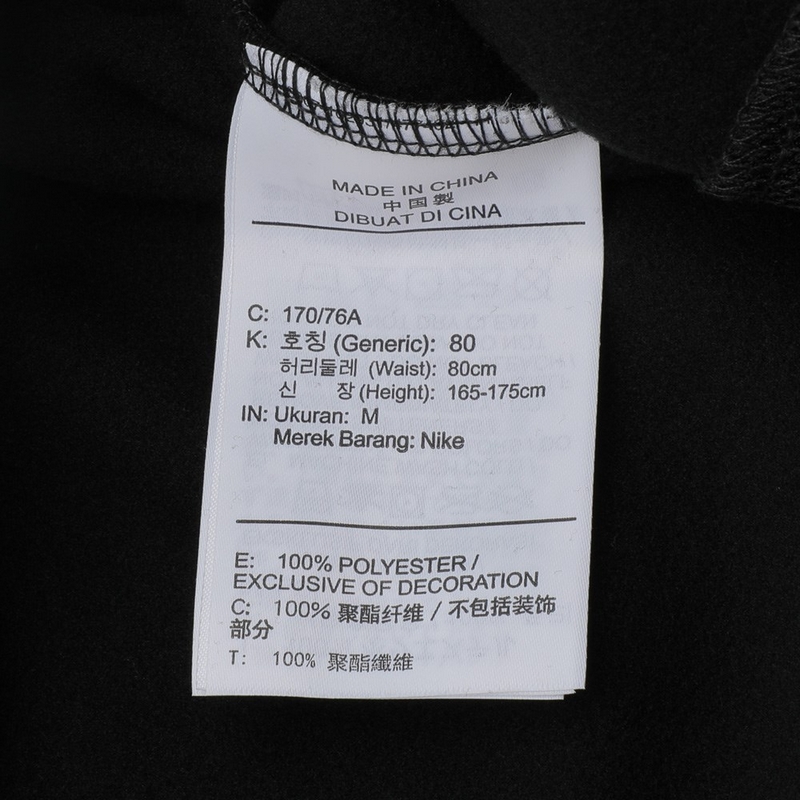 MADE IN CHINA
中国製
DIBUAT DI CINA
C: 170/76A
K: 호칭 (Generic): 80
허리둘레 (Waist): 80cm
신 장 (Height): 165-175cm
IN: Ukuran: M
Merek Barang: Nike
E: 100% POLYESTER /
EXCLUSIVE OF DECORATION
C: 100% 聚酯纤维 / 不包括装饰
部分
T: 100% 聚酯纖維